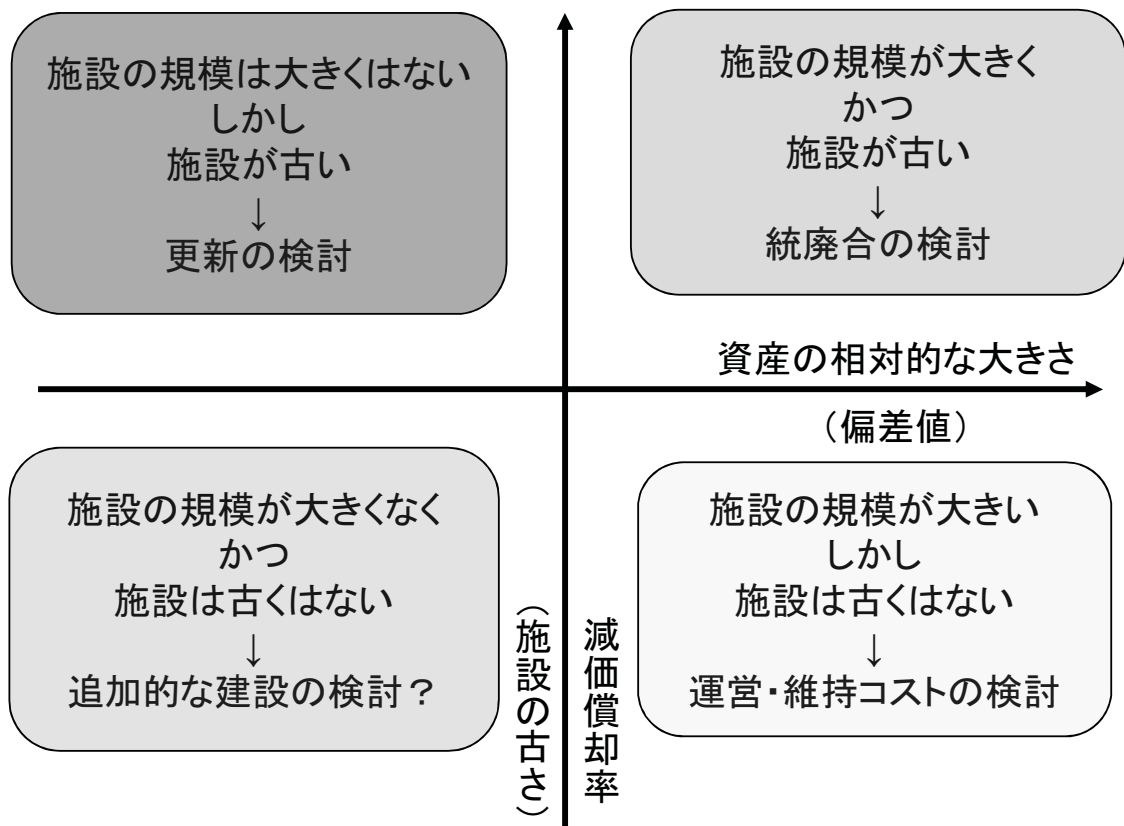 施設の規模は大きくはない
しかし
施設が古い
↓
更新の検討
施設の規模が大きく
かつ
施設が古い
↓
統廃合の検討
資産の相対的な大きさ
（偏差値）
施設の規模が大きくなく
かつ
施設は古くはない
↓
追加的な建設の検討？
施設の規模が大きい
しかし
施設は古くはない
↓
運営・維持コストの検討
減価償却率
（施設の古さ）